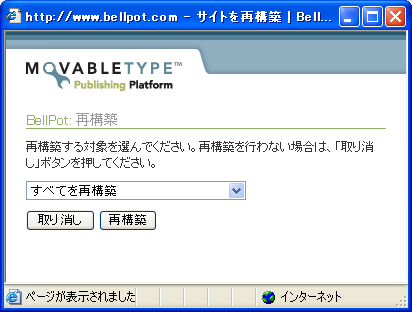 http://www.bellpot.com - サイトを再構築 | Bell...
MOVABLETYPE™
Publishing Platform
BellPot: 再構築
再構築する対象を選んでください。再構築を行わない場合は、「取り消
し」ボタンを押してください。
すべてを再構築
取り消し 再構築
ページが表示されました インターネット